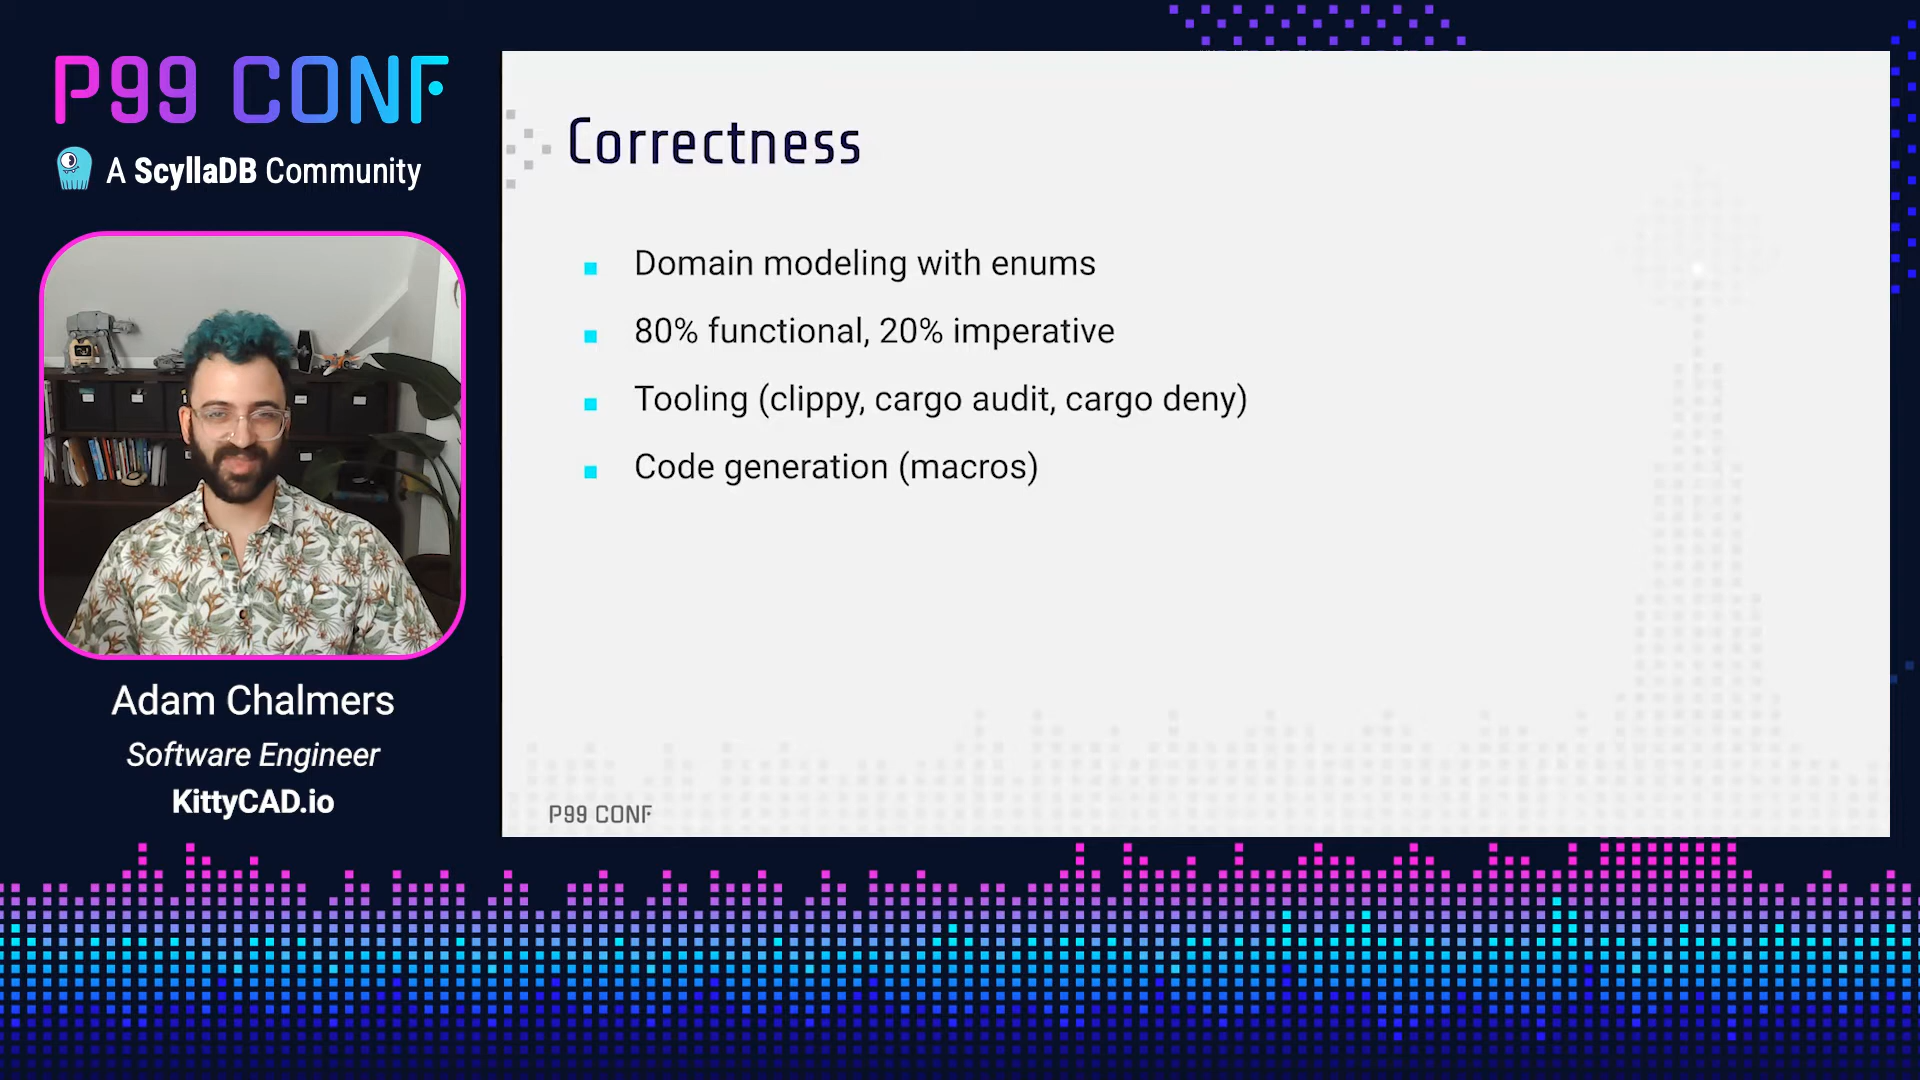 P99 CONF
A ScyllaDB Community
Adam Chalmers
Software Engineer
KittyCAD.io
Correctness
Domain modeling with enums
80% functional, 20% imperative
Tooling (clippy, cargo audit, cargo deny)
Code generation (macros)
P99 CONF